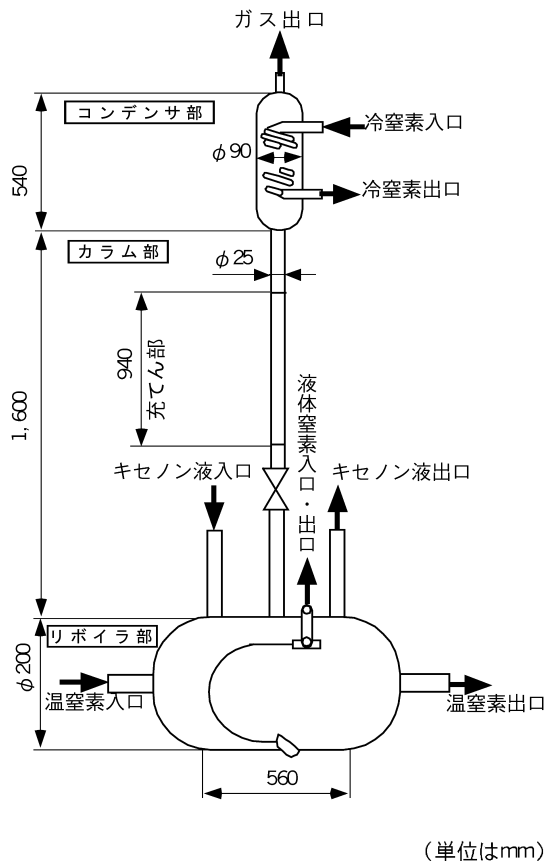 ガス出口
コンデンサ部
冷窒素入口
φ90
540
冷窒素出口
カラム部
φ25
940
充てん部
1,600
液体窒素入口・出口
キセノン液入口
キセノン液出口
リボイラ部
φ200
温窒素入口
温窒素出口
560
（単位はmm）